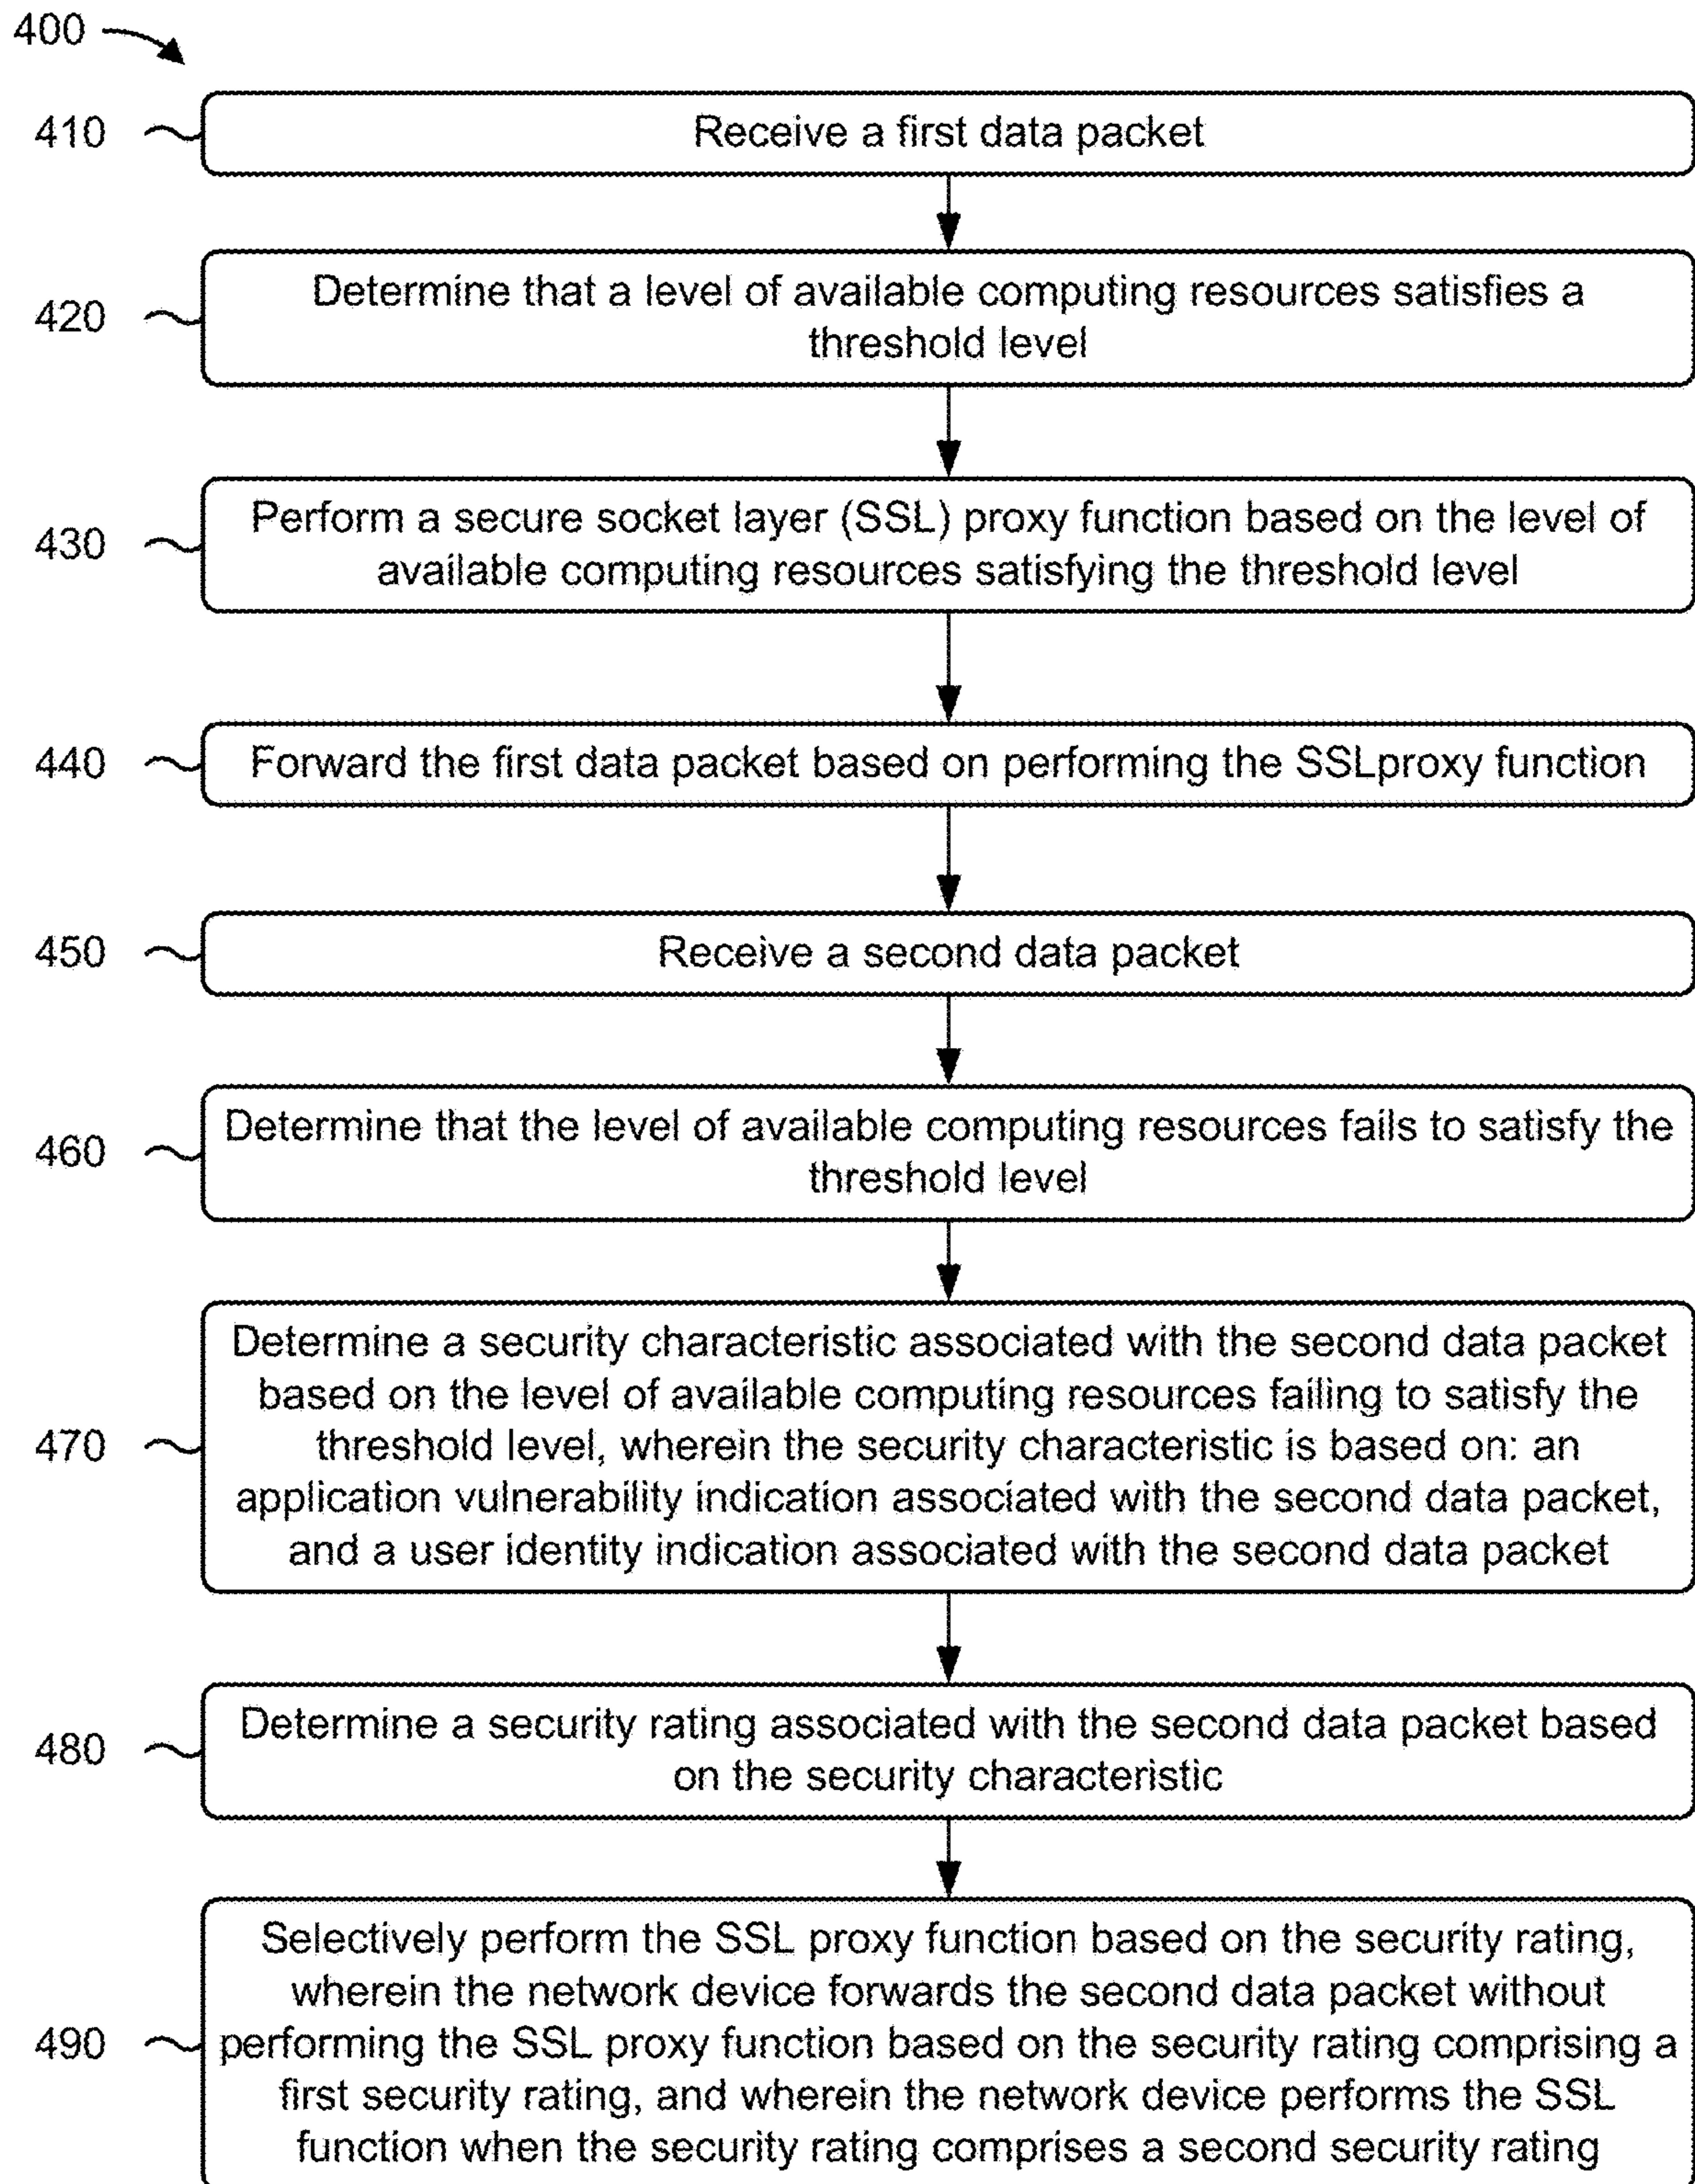 400
410
Receive a first data packet
420
Determine that a level of available computing resources satisfies a
threshold level
430
Perform a secure socket layer (SSL) proxy function based on the level of
available computing resources satisfying the threshold level
440
Forward the first data packet based on performing the SSLproxy function
450
Receive a second data packet
460
Determine that the level of available computing resources fails to satisfy the
threshold level
470
Determine a security characteristic associated with the second data packet
based on the level of available computing resources failing to satisfy the
threshold level, wherein the security characteristic is based on: an
application vulnerability indication associated with the second data packet,
and a user identity indication associated with the second data packet
480
Determine a security rating associated with the second data packet based
on the security characteristic
490
Selectively perform the SSL proxy function based on the security rating,
wherein the network device forwards the second data packet without
performing the SSL proxy function based on the security rating comprising a
first security rating, and wherein the network device performs the SSL
function when the security rating comprises a second security rating